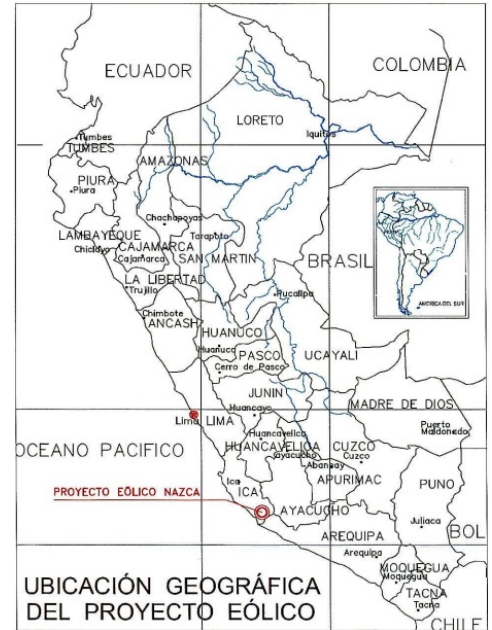 ECUADOR
COLOMBIA
LORETO
Iquitos
Tumbes
TUMBES
AMAZONAS
PIURA
Piura
Chachapoyas
LAMBAYEQUE
Tarapoto
CAJAMARCA
Chiclayo
Cajamarca
SAN MARTIN
BRASIL
AMÉRICA DEL SUR
LA LIBERTAD
Trujillo
Pucallpa
Chimbote
ANCASH
HUANUCO
Huanuco
PASCO
UCAYALI
Cerro de Pasco
JUNIN
MADRE DE DIOS
Huancayo
Lima
LIMA
Puerto
Maldonado
Huancavelica
OCEANO PACIFICO
HUANCAVELICA
CUZCO
Ayacucho
Cuzco
Abancay
APURIMAC
Ica
ICA
PUNO
PROYECTO EÓLICO NAZCA
AYACUCHO
Juliaca
AREQUIPA
BOL
Arequipa
MOQUEGUA
Moquegua
UBICACIÓN GEOGRÁFICA
DEL PROYECTO EÓLICO
TACNA
Tacna
CHILE